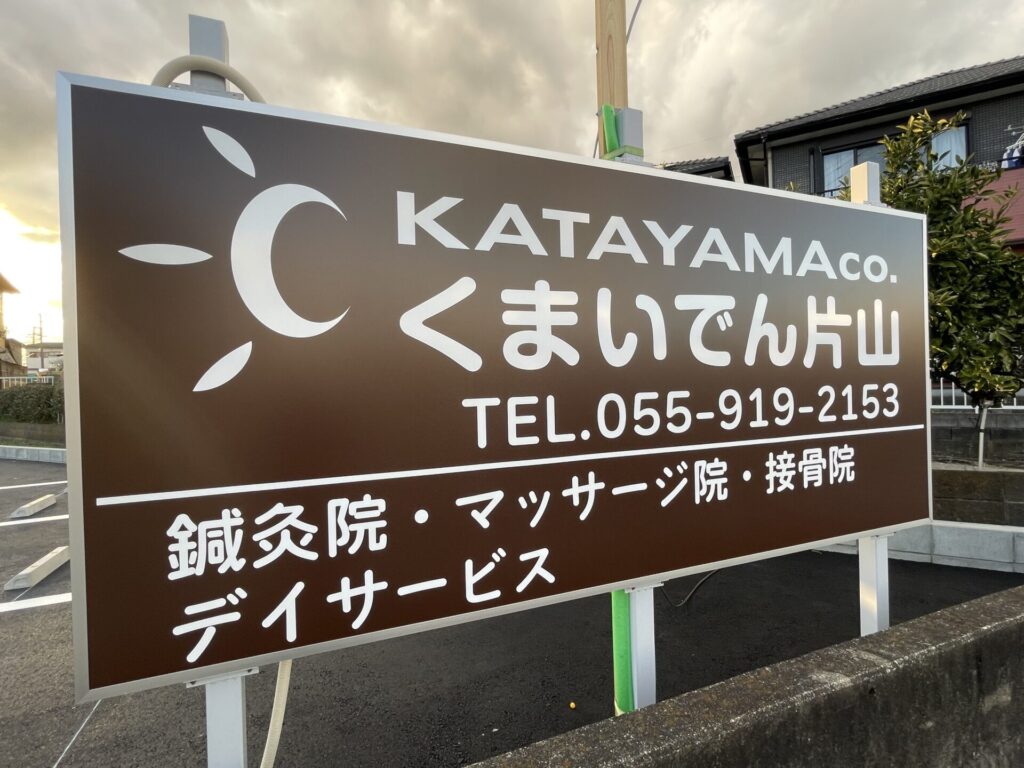 KATAYAMAco.
くまいでん片山
TEL.055-919-2153
鍼灸院・マッサージ院・接骨院
デイサービス